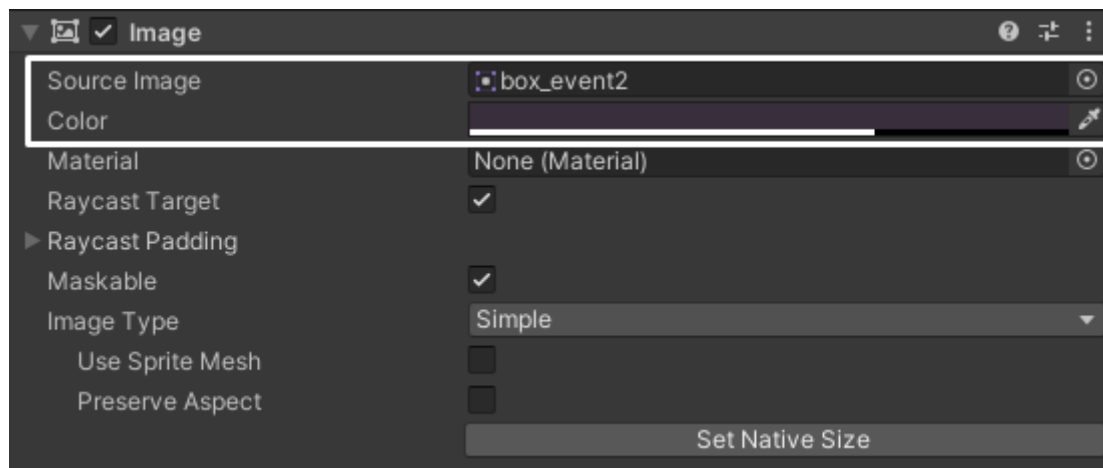 Image
Source Image box_event2
Color
Material None (Material)
Raycast Target
Raycast Padding
Maskable
Image Type Simple
Use Sprite Mesh
Preserve Aspect
Set Native Size